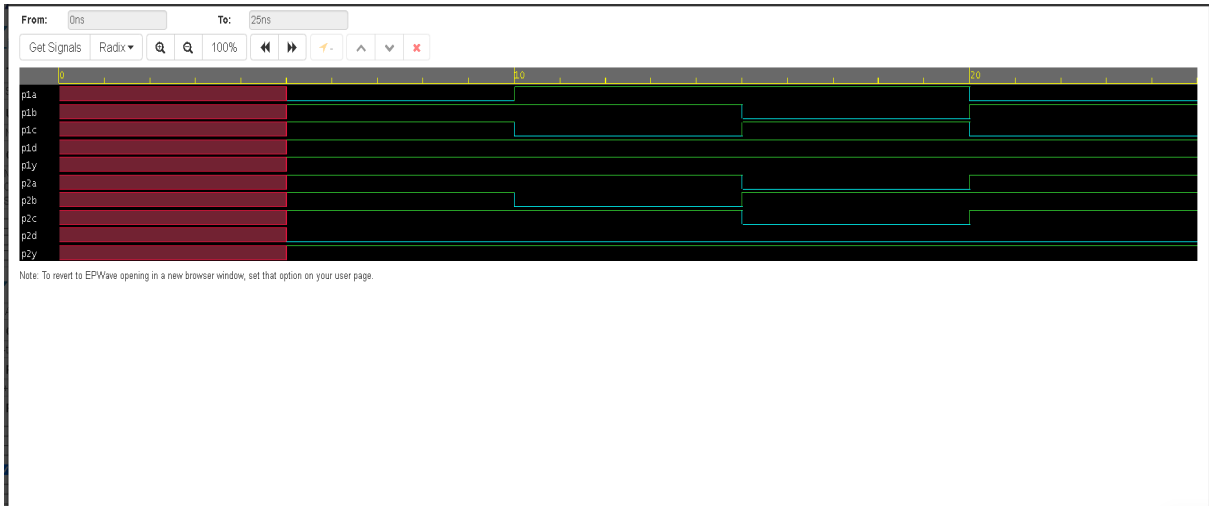 From: 0ns To: 25ns
Get Signals Radix 100%
0 10 20
p1a
p1b
p1c
p1d
p1y
p2a
p2b
p2c
p2d
p2y
Note: To revert to EPWave opening in a new browser window, set that option on your user page.